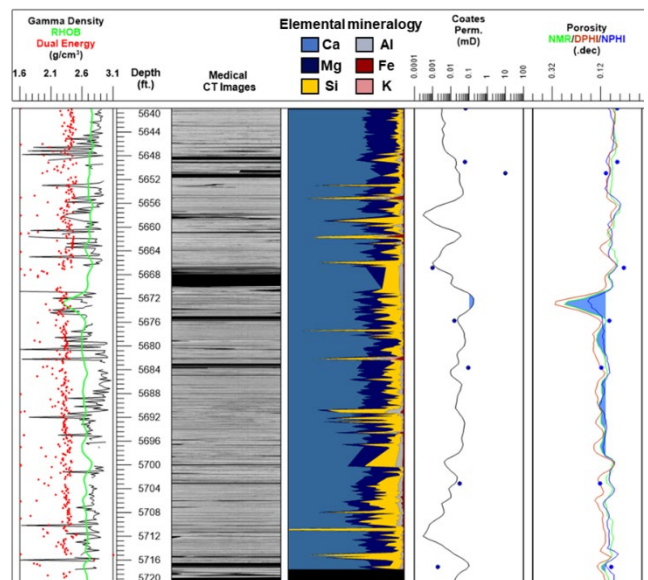 Gamma Density
RHOB
Dual Energy
(g/cm³)
1.6 2.1 2.6 3.1
Depth
(ft.)
Medical
CT Images
Elemental mineralogy
Ca Al
Mg Fe
Si K
Coates
Perm.
(mD)
0.0001 0.001 0.01 0.1 1 10 100
Porosity
NMR/DPHI/NPHI
(.dec)
0.32 0.12
5640
5644
5648
5652
5656
5660
5664
5668
5672
5676
5680
5684
5688
5692
5696
5700
5704
5708
5712
5716
5720